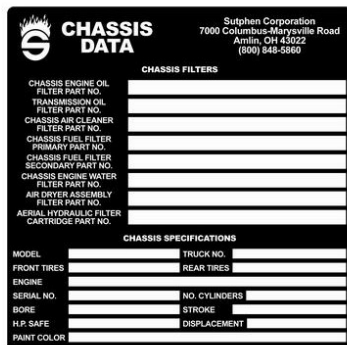 CHASSIS
DATA
Sutphen Corporation
7000 Columbus-Marysville Road
Amlin, OH 43022
(800) 848-5860
CHASSIS FILTERS
CHASSIS ENGINE OIL
FILTER PART NO.
TRANSMISSION OIL
FILTER PART NO.
CHASSIS AIR CLEANER
FILTER PART NO.
CHASSIS FUEL FILTER
PRIMARY PART NO.
CHASSIS FUEL FILTER
SECONDARY PART NO.
CHASSIS ENGINE WATER
FILTER PART NO.
AIR DRYER ASSEMBLY
FILTER PART NO.
AERIAL HYDRAULIC FILTER
CARTRIDGE PART NO.
CHASSIS SPECIFICATIONS
MODEL TRUCK NO.
FRONT TIRES REAR TIRES
ENGINE
SERIAL NO. NO. CYLINDERS
BORE STROKE
H.P. SAFE DISPLACEMENT
PAINT COLOR